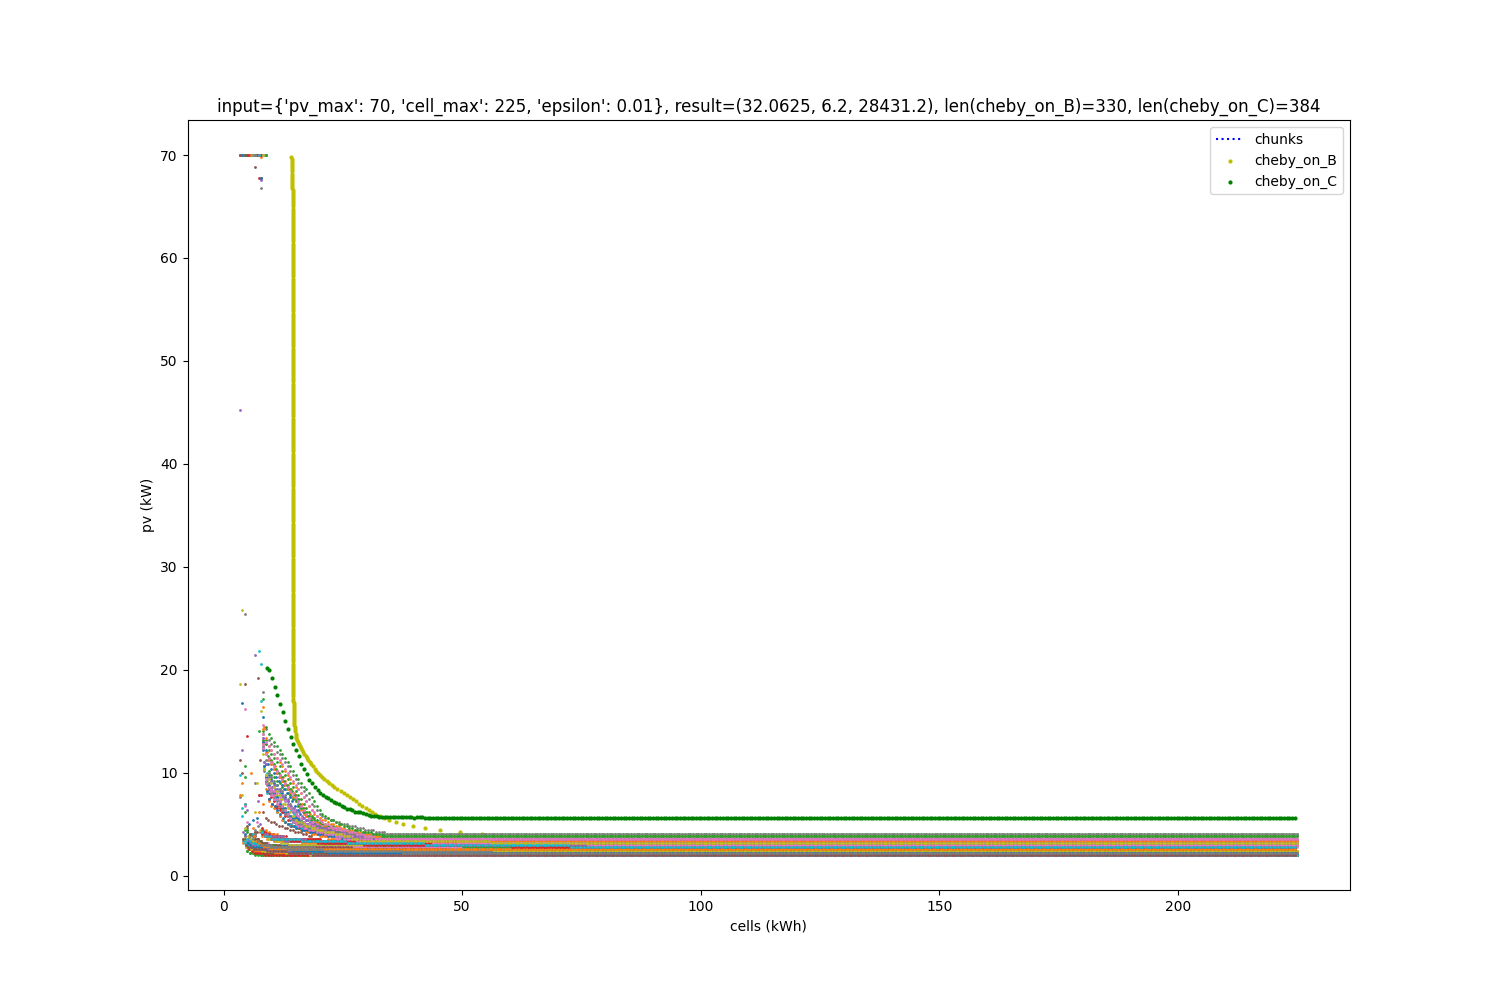 input={'pv_max': 70, 'cell_max': 225, 'epsilon': 0.01}, result=(32.0625, 6.2, 28431.2), len(cheby_on_B)=330, len(cheby_on_C)=384
chunks
cheby_on_B
cheby_on_C
70
60
50
40
30
20
10
0
pv (kW)
0 50 100 150 200
cells (kWh)